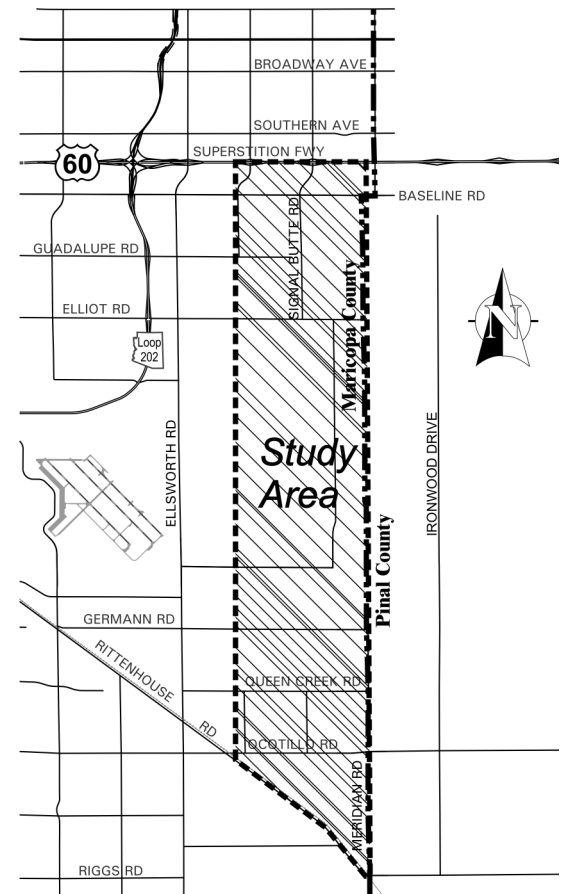 BROADWAY AVE
SOUTHERN AVE
SUPERSTITION FWY
60
BASELINE RD
SIGNAL BUTTE RD
GUADALUPE RD
ELLIOT RD
Maricopa County
N
Loop
202
ELLSWORTH RD
Study
Area
IRONWOOD DRIVE
Pinal County
GERMANN RD
RITTENHOUSE
RD
QUEEN CREEK RD
OCOTILLO RD
MERIDIAN RD
RIGGS RD